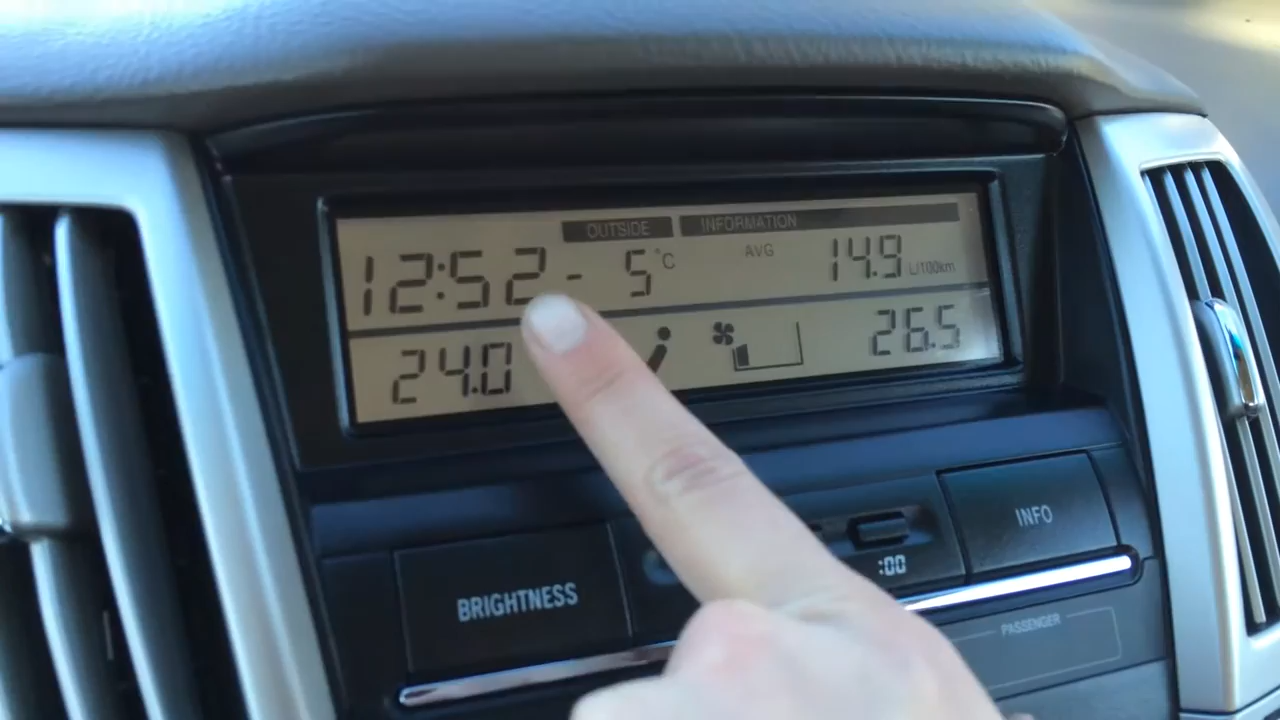 OUTSIDE INFORMATION
12:52 - 5°C AVG 14.9 L/100km
24.0 26.5
INFO
:00
BRIGHTNESS
PASSENGER